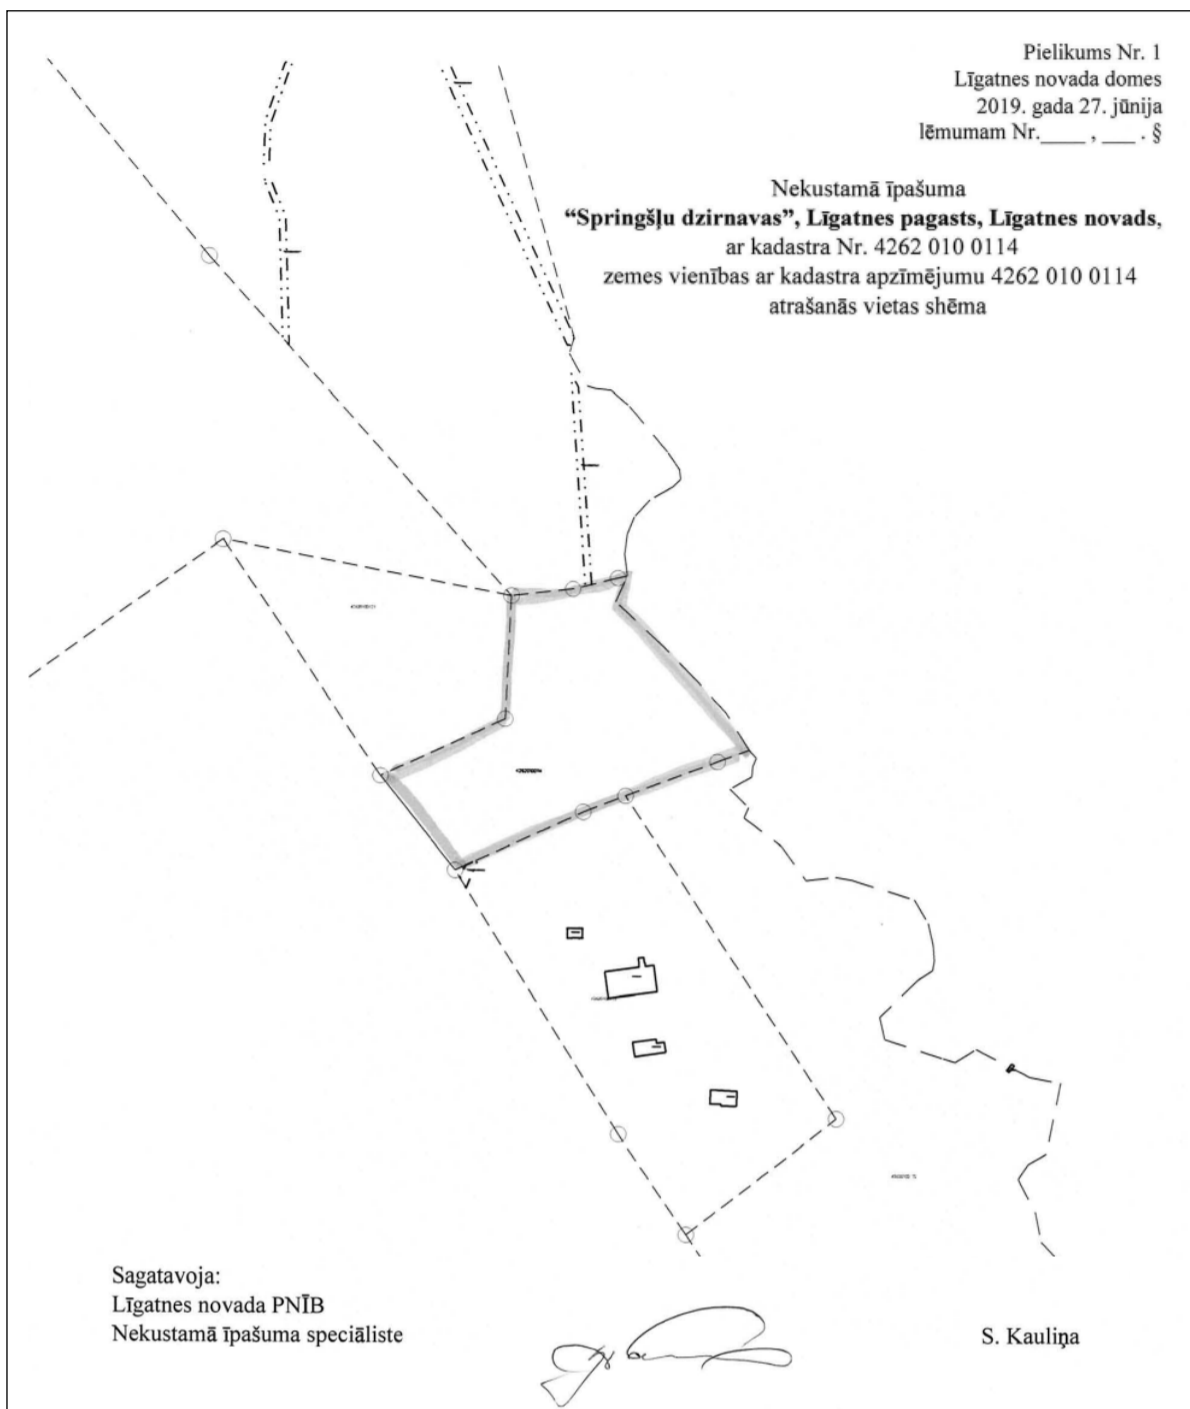 Pielikums Nr. 1
Līgatnes novada domes
2019. gada 27. jūnija
lēmumam Nr.____ , ___ . §
Nekustamā īpašuma
“Springšļu dzirnavas”, Līgatnes pagasts, Līgatnes novads,
ar kadastra Nr. 4262 010 0114
zemes vienības ar kadastra apzīmējumu 4262 010 0114
atrašanās vietas shēma
Sagatavoja:
Līgatnes novada PNĪB
Nekustamā īpašuma speciāliste
S. Kauliņa